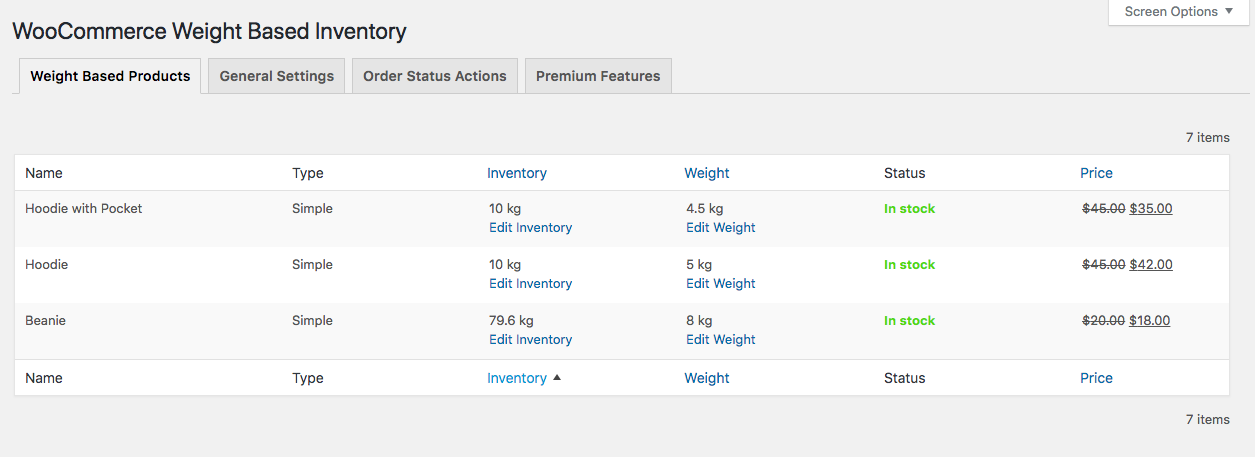 Screen Options ▼
WooCommerce Weight Based Inventory
Weight Based Products General Settings Order Status Actions Premium Features
7 items
Name Type Inventory Weight Status Price
Hoodie with Pocket Simple 10 kg 4.5 kg In stock $45.00 $35.00
Edit Inventory Edit Weight
Hoodie Simple 10 kg 5 kg In stock $45.00 $42.00
Edit Inventory Edit Weight
Beanie Simple 79.6 kg 8 kg In stock $20.00 $18.00
Edit Inventory Edit Weight
Name Type Inventory ▲ Weight Status Price
7 items